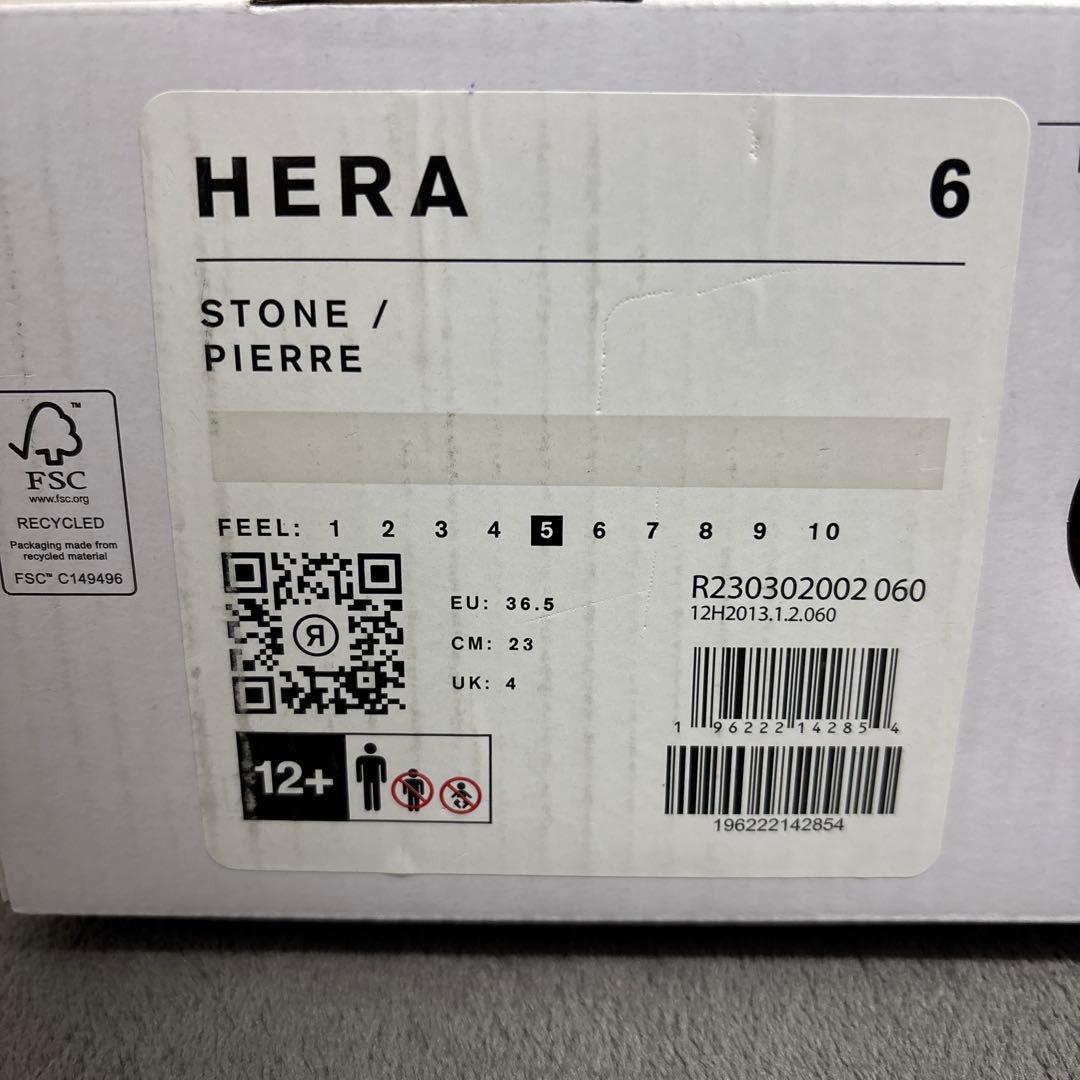 HERA 6
STONE /
PIERRE
FEEL: 1 2 3 4 5 6 7 8 9 10
EU: 36.5
CM: 23
UK: 4
R230302002 060
12H2013.1.2.060
1 96222 14285 4
196222142854
12+
™
FSC
www.fsc.org
RECYCLED
Packaging made from
recycled material
FSC™ C149496